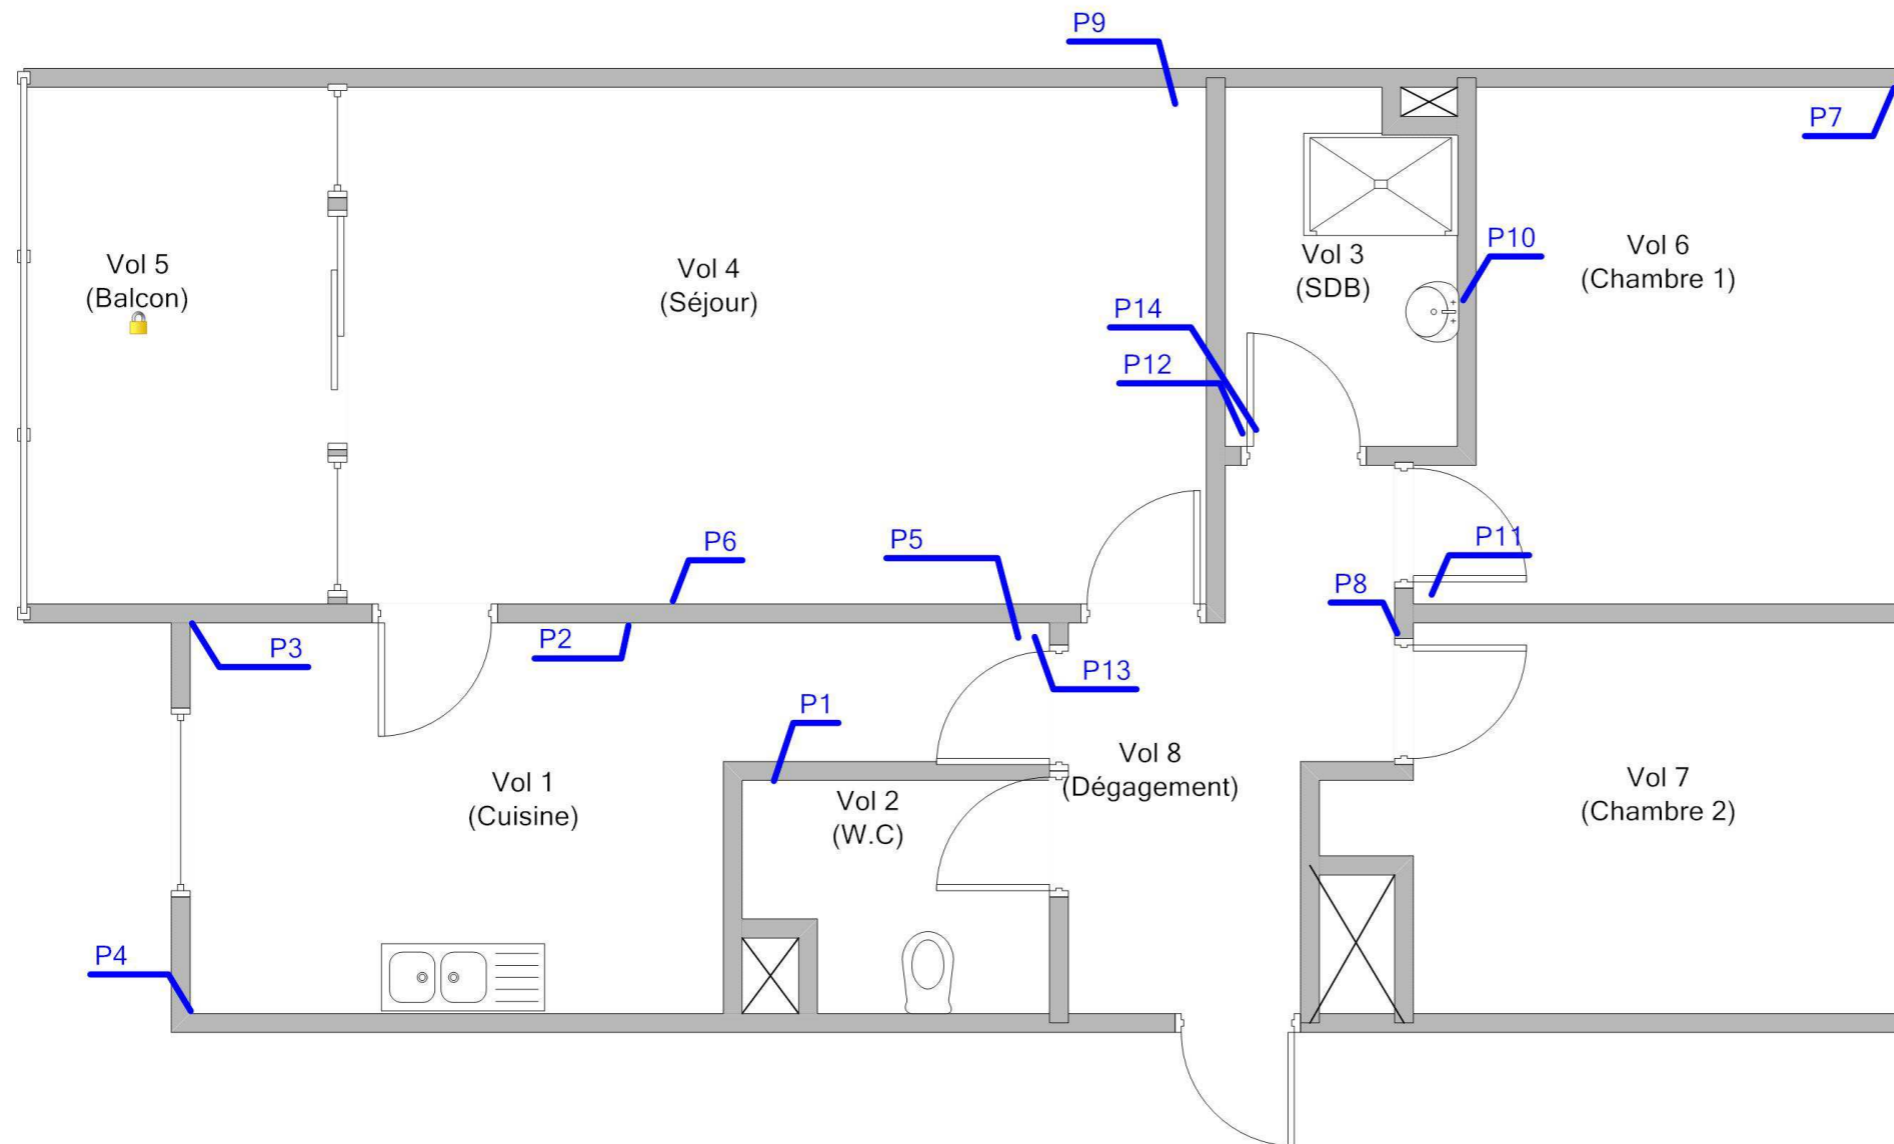 P9
P7
Vol 5
(Balcon)
Vol 4
(Séjour)
Vol 3
(SDB)
P10
Vol 6
(Chambre 1)
P14
P12
P6
P5
P11
P8
P3
P2
P13
P1
Vol 1
(Cuisine)
Vol 2
(W.C)
Vol 8
(Dégagement)
Vol 7
(Chambre 2)
P4